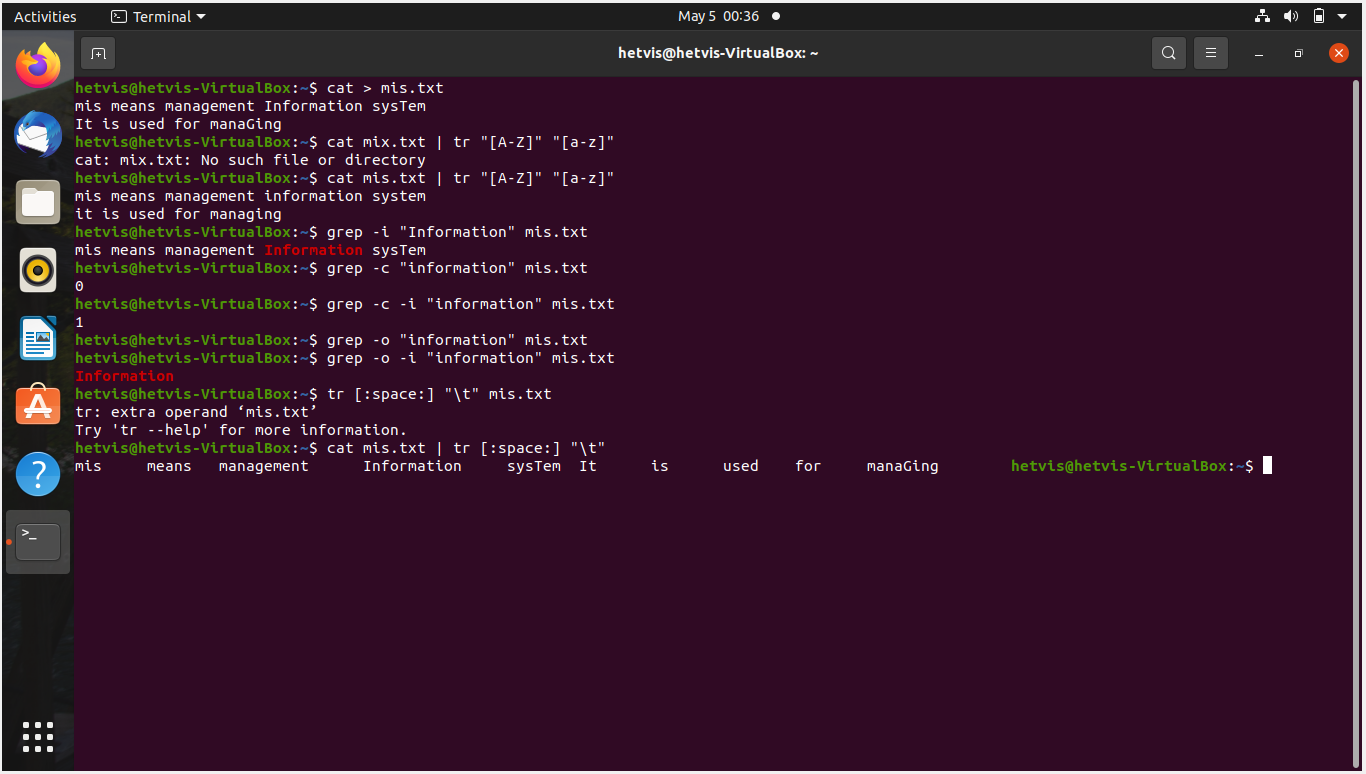 Activities Terminal May 5 00:36
hetvis@hetvis-VirtualBox: ~
hetvis@hetvis-VirtualBox:~$ cat > mis.txt
mis means management Information sysTem
It is used for manaGing
hetvis@hetvis-VirtualBox:~$ cat mix.txt | tr "[A-Z]" "[a-z]"
cat: mix.txt: No such file or directory
hetvis@hetvis-VirtualBox:~$ cat mis.txt | tr "[A-Z]" "[a-z]"
mis means management information system
it is used for managing
hetvis@hetvis-VirtualBox:~$ grep -i "Information" mis.txt
mis means management Information sysTem
hetvis@hetvis-VirtualBox:~$ grep -c "information" mis.txt
0
hetvis@hetvis-VirtualBox:~$ grep -c -i "information" mis.txt
1
hetvis@hetvis-VirtualBox:~$ grep -o "information" mis.txt
hetvis@hetvis-VirtualBox:~$ grep -o -i "information" mis.txt
Information
hetvis@hetvis-VirtualBox:~$ tr [:space:] "\t" mis.txt
tr: extra operand ‘mis.txt’
Try 'tr --help' for more information.
hetvis@hetvis-VirtualBox:~$ cat mis.txt | tr [:space:] "\t"
mis	means	management	Information	sysTem	It	is	used	for	manaGing	hetvis@hetvis-VirtualBox:~$